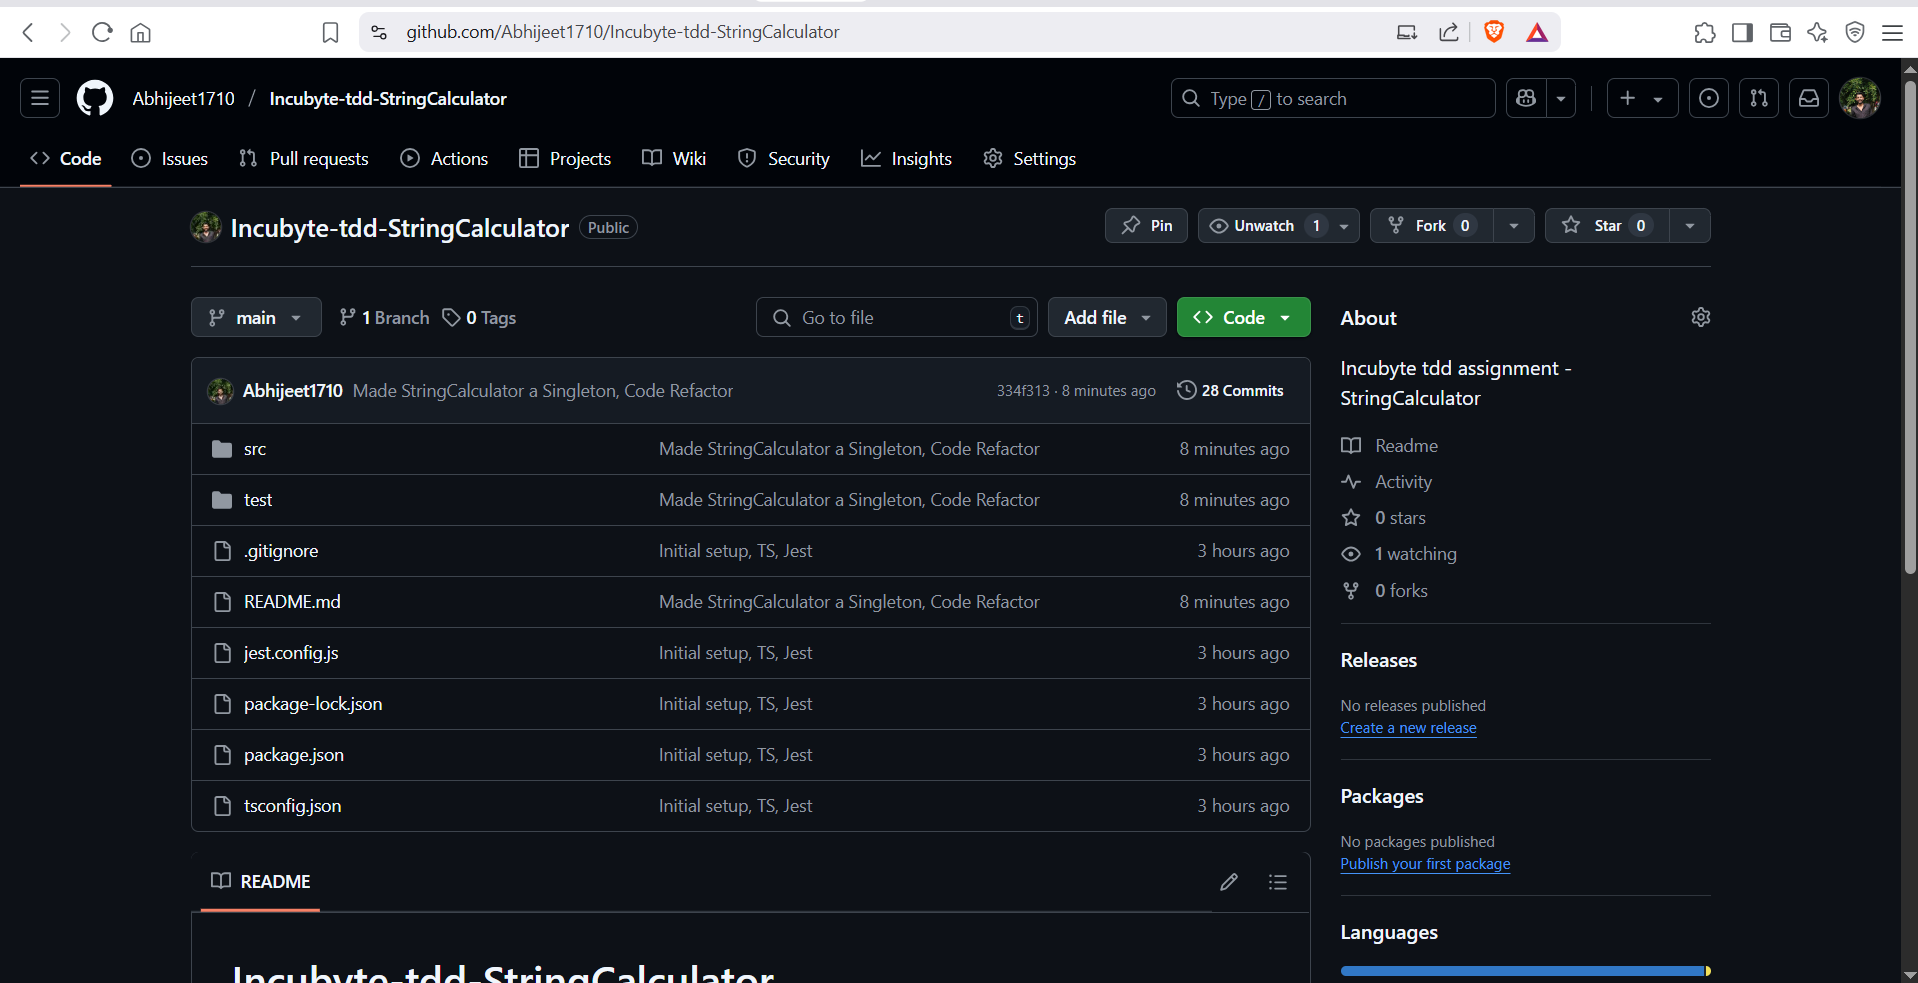 github.com/Abhijeet1710/Incubyte-tdd-StringCalculator
Abhijeet1710 / Incubyte-tdd-StringCalculator
Type / to search
Code Issues Pull requests Actions Projects Wiki Security Insights Settings
Incubyte-tdd-StringCalculator Public
Pin Unwatch 1 Fork 0 Star 0
main 1 Branch 0 Tags Go to file t Add file Code
Abhijeet1710 Made StringCalculator a Singleton, Code Refactor 334f313 · 8 minutes ago 28 Commits
src Made StringCalculator a Singleton, Code Refactor 8 minutes ago
test Made StringCalculator a Singleton, Code Refactor 8 minutes ago
.gitignore Initial setup, TS, Jest 3 hours ago
README.md Made StringCalculator a Singleton, Code Refactor 8 minutes ago
jest.config.js Initial setup, TS, Jest 3 hours ago
package-lock.json Initial setup, TS, Jest 3 hours ago
package.json Initial setup, TS, Jest 3 hours ago
tsconfig.json Initial setup, TS, Jest 3 hours ago
README
Incubyte-tdd-StringCalculator
About
Incubyte tdd assignment -
StringCalculator
Readme
Activity
0 stars
1 watching
0 forks
Releases
No releases published
Create a new release
Packages
No packages published
Publish your first package
Languages